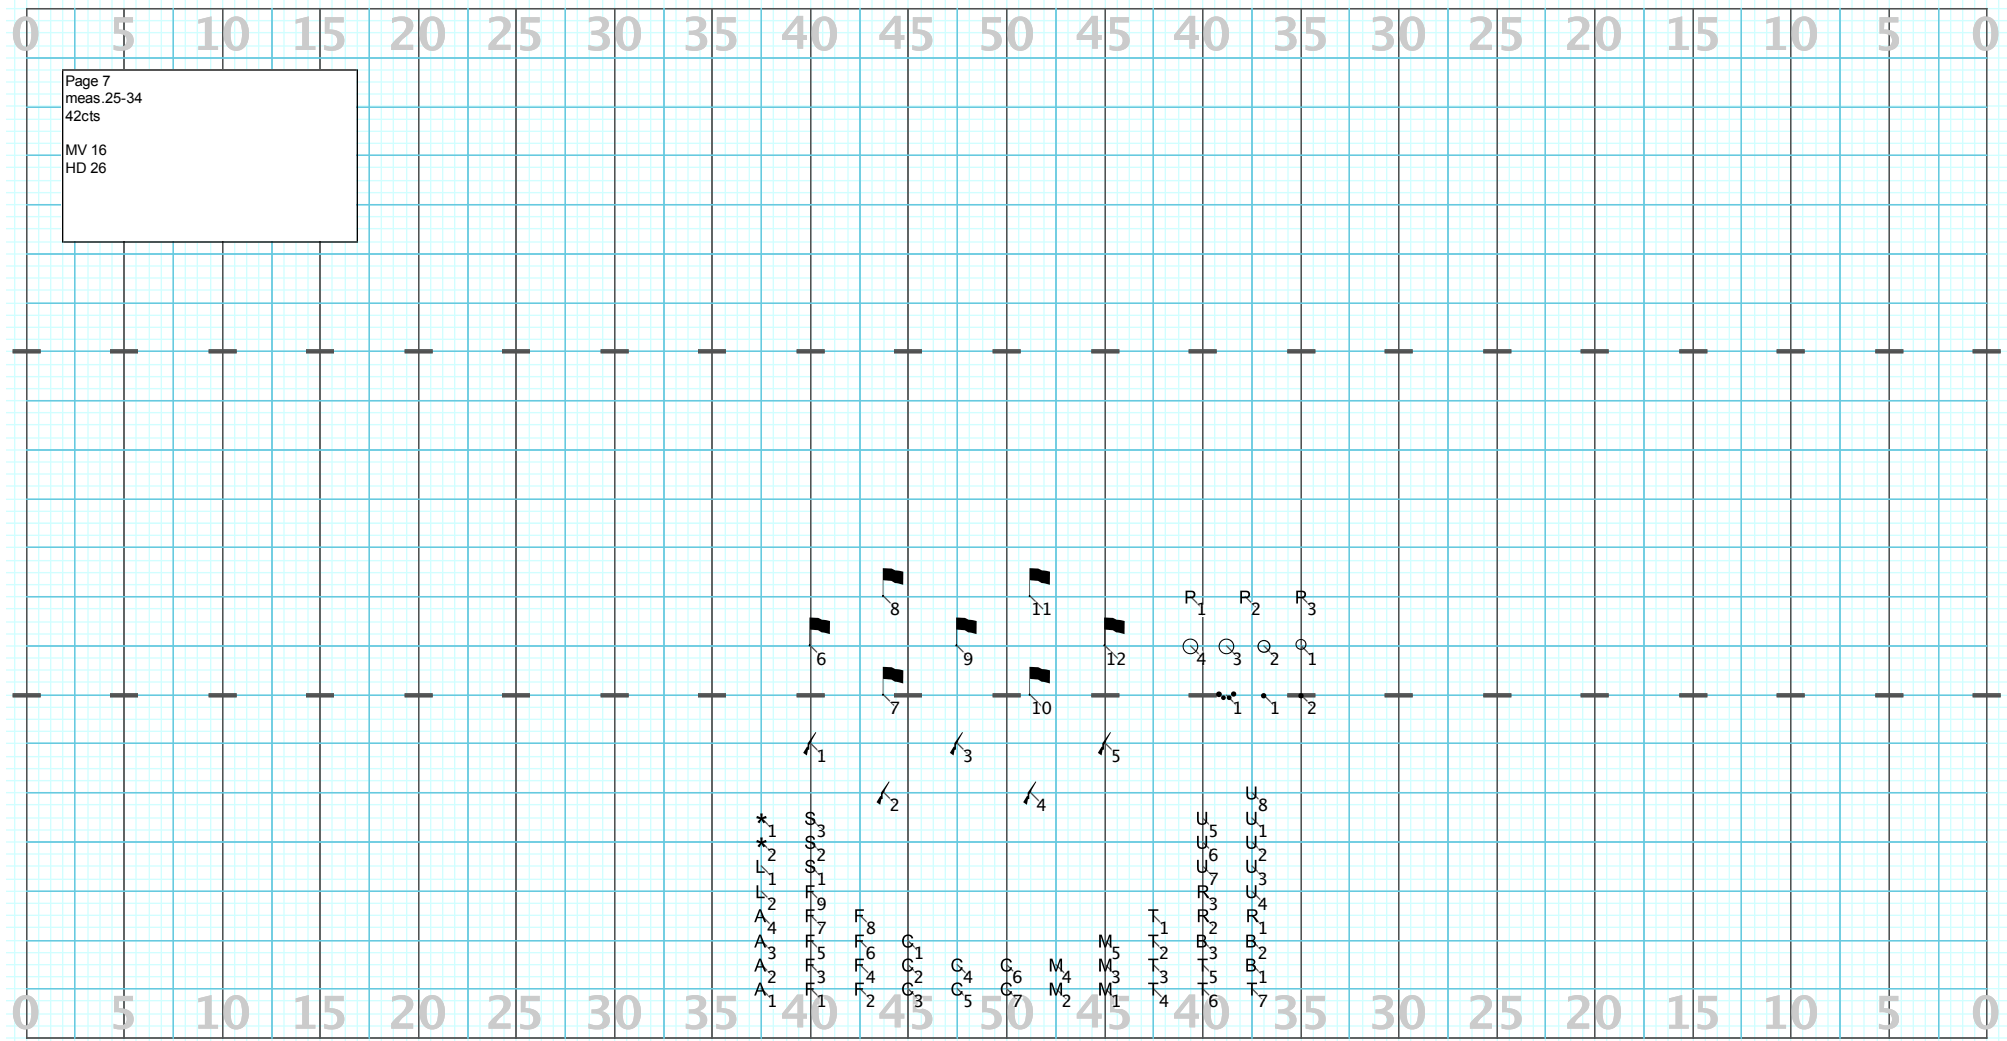 0 5 10 15 20 25 30 35 40 45 50 45 40 35 30 25 20 15 10 5 0
Page 7
meas.25-34
42cts
MV 16
HD 26
8 11 R1 R2 R3
6 9 12 4 3 2 1
7 10 1 1 2
1 3 5
2 4 U8
*1 S3 U5 U1
*2 S2 U6 U2
L1 S1 U7 U3
L2 F9 R3 U4
A4 F7 F8 T1 R2 R1
A3 F5 F6 C1 M5 T2 B3 B2
A2 F3 F4 C2 C4 C6 M4 M3 T3 T5 B1
A1 F1 F2 C3 C5 C7 M2 M1 T4 T6 T7
0 5 10 15 20 25 30 35 40 45 50 45 40 35 30 25 20 15 10 5 0